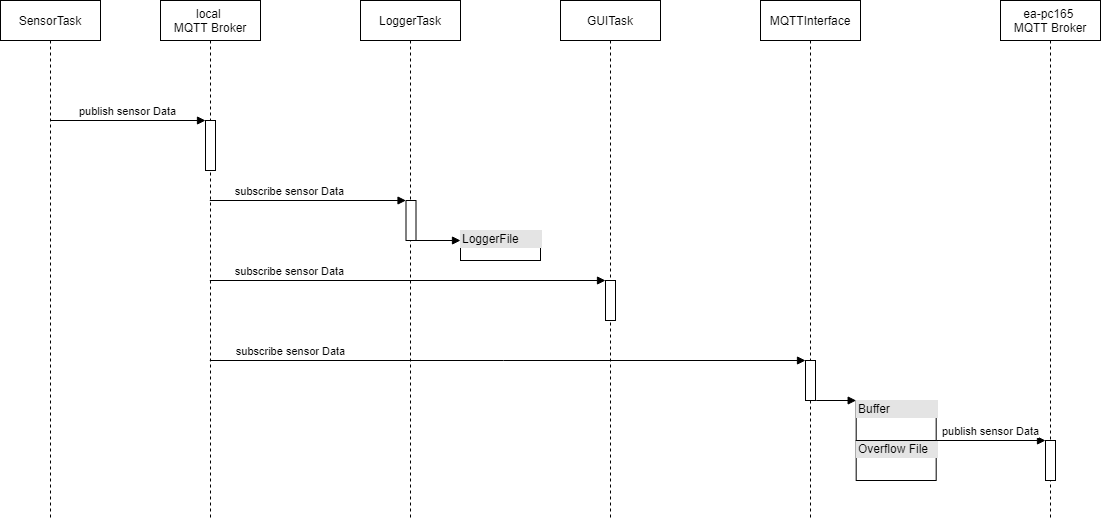 SensorTask
local
MQTT Broker
LoggerTask
GUITask
MQTTInterface
ea-pc165
MQTT Broker
publish sensor Data
subscribe sensor Data
LoggerFile
subscribe sensor Data
subscribe sensor Data
Buffer
publish sensor Data
Overflow File